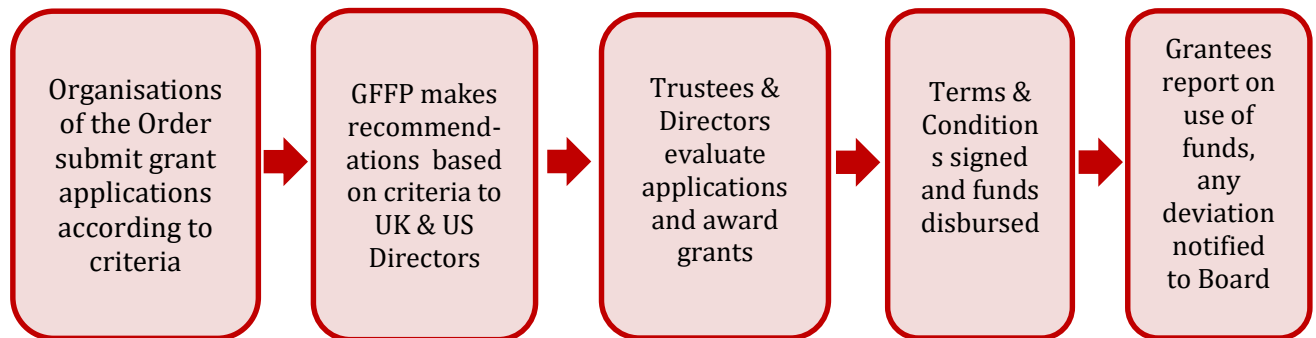 Organisations
of the Order
submit grant
applications
according to
criteria
GFFP makes
recommend-
ations  based
on criteria to
UK & US
Directors
Trustees &
Directors
evaluate
applications
and award
grants
Terms &
Condition
s signed
and funds
disbursed
Grantees
report on
use of
funds,
any
deviation
notified
to Board